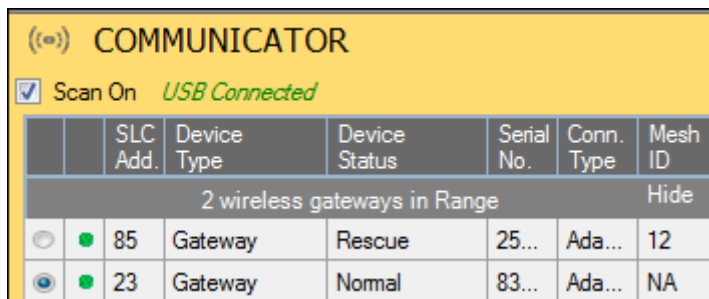 COMMUNICATOR
Scan On USB Connected
SLC Add. Device Type Device Status Serial No. Conn. Type Mesh ID
2 wireless gateways in Range Hide
85 Gateway Rescue 25... Ada... 12
23 Gateway Normal 83... Ada... NA